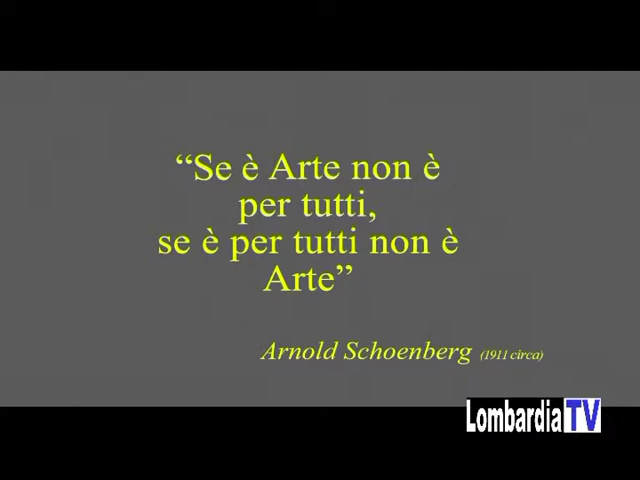 “Se è Arte non è
per tutti,
se è per tutti non è
Arte”
Arnold Schoenberg (1911 circa)
LombardiaTV